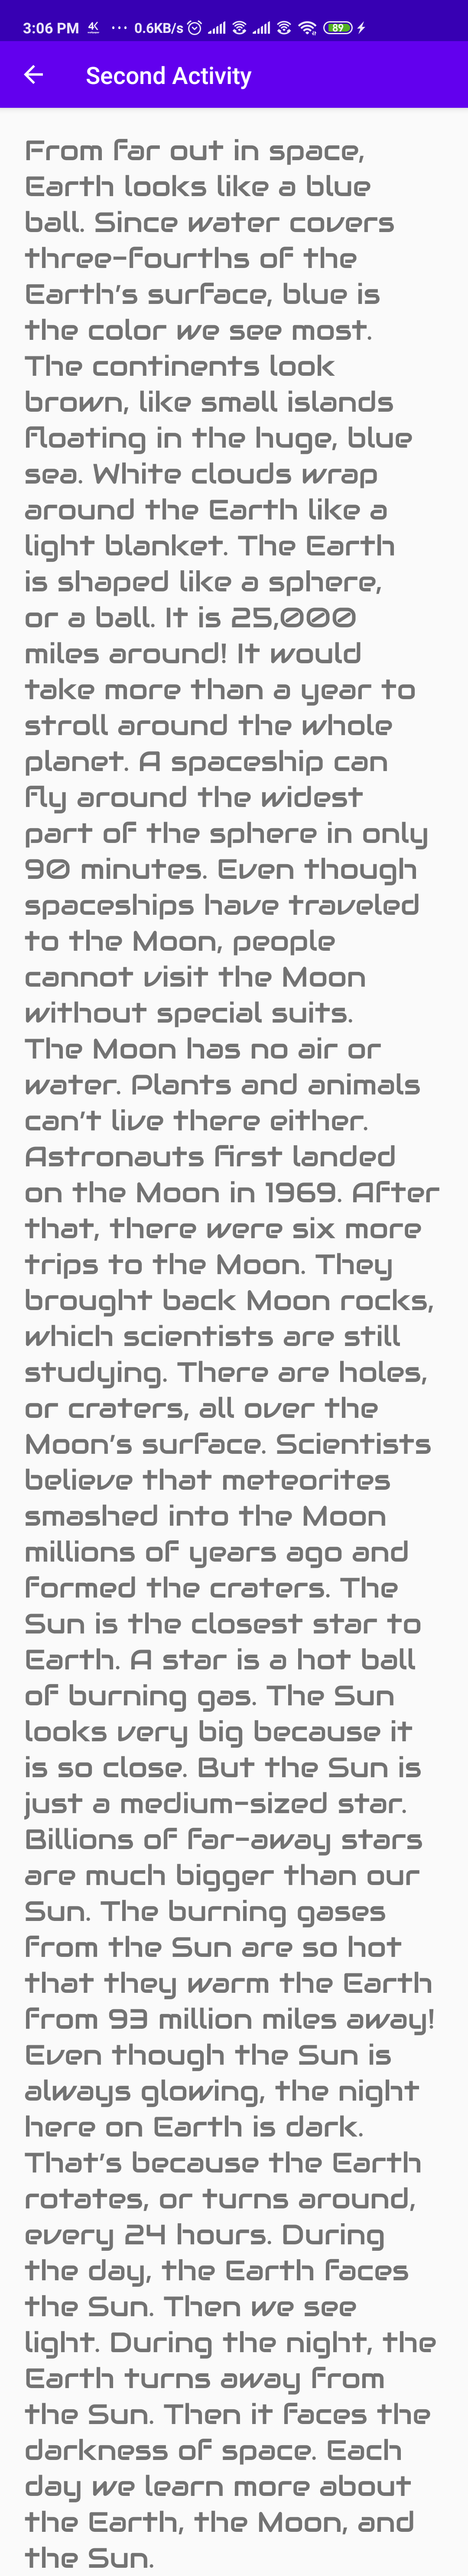 3:06 PM 4K ... 0.6KB/s 89
Second Activity
From far out in space,
Earth looks like a blue
ball. Since water covers
three-fourths of the
Earth's surface, blue is
the color we see most.
The continents look
brown, like small islands
floating in the huge, blue
sea. White clouds wrap
around the Earth like a
light blanket. The Earth
is shaped like a sphere,
or a ball. It is 25,000
miles around! It would
take more than a year to
stroll around the whole
planet. A spaceship can
fly around the widest
part of the sphere in only
90 minutes. Even though
spaceships have traveled
to the Moon, people
cannot visit the Moon
without special suits.
The Moon has no air or
water. Plants and animals
can't live there either.
Astronauts first landed
on the Moon in 1969. After
that, there were six more
trips to the Moon. They
brought back Moon rocks,
which scientists are still
studying. There are holes,
or craters, all over the
Moon's surface. Scientists
believe that meteorites
smashed into the Moon
millions of years ago and
formed the craters. The
Sun is the closest star to
Earth. A star is a hot ball
of burning gas. The Sun
looks very big because it
is so close. But the Sun is
just a medium-sized star.
Billions of far-away stars
are much bigger than our
Sun. The burning gases
from the Sun are so hot
that they warm the Earth
from 93 million miles away!
Even though the Sun is
always glowing, the night
here on Earth is dark.
That's because the Earth
rotates, or turns around,
every 24 hours. During
the day, the Earth faces
the Sun. Then we see
light. During the night, the
Earth turns away from
the Sun. Then it faces the
darkness of space. Each
day we learn more about
the Earth, the Moon, and
the Sun.